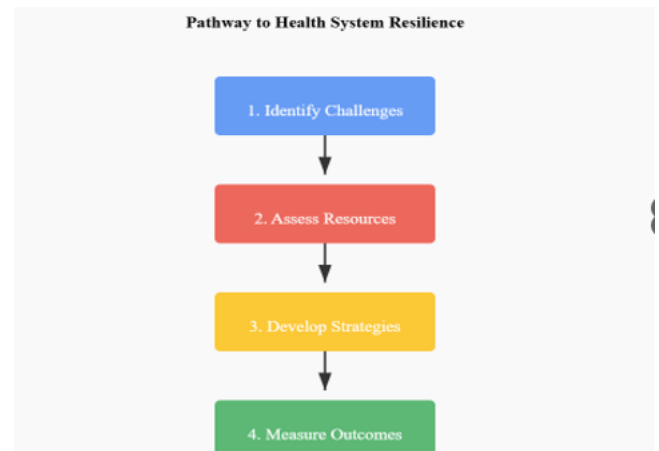 Pathway to Health System Resilience
1. Identify Challenges
2. Assess Resources
3. Develop Strategies
4. Measure Outcomes